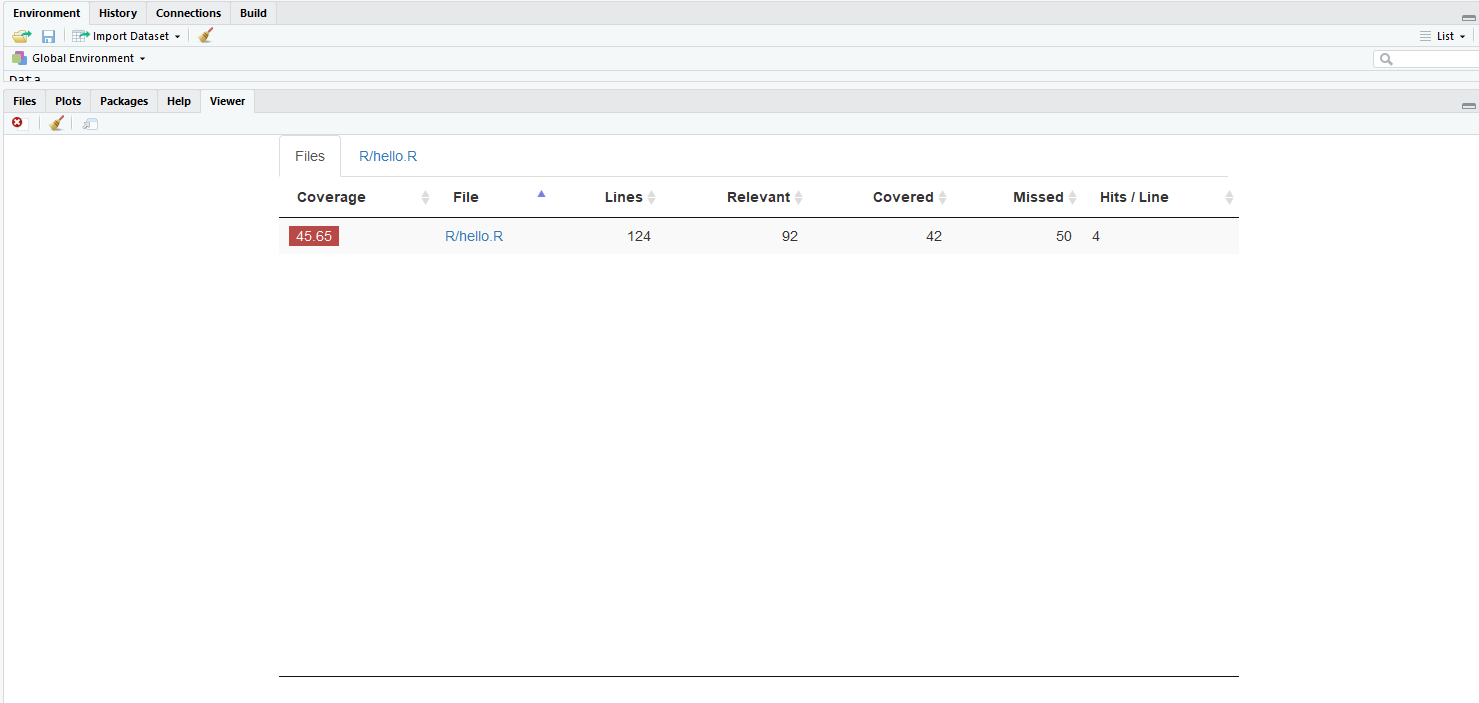 Environment History Connections Build
Import Dataset List
Global Environment
Data
Files Plots Packages Help Viewer
Files R/hello.R
Coverage File Lines Relevant Covered Missed Hits / Line
45.65 R/hello.R 124 92 42 50 4